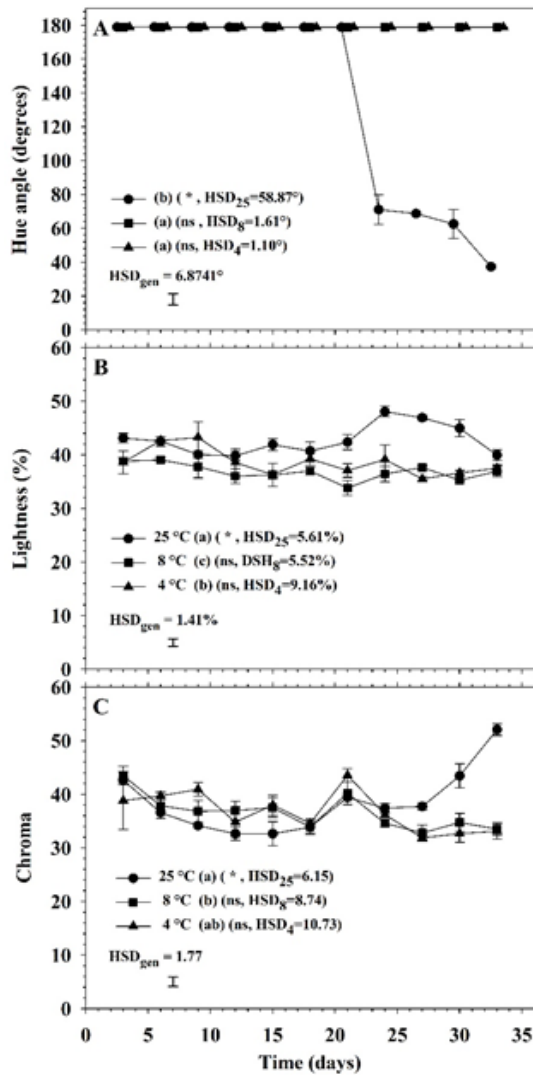 A
180
160
140
120
100
80
60
40
20
0
Hue angle (degrees)
(b) ( * , HSD25=58.87°)
(a) (ns , HSD8=1.61°)
(a) (ns, HSD4=1.10°)
HSDgen = 6.8741°
B
60
50
40
30
20
10
0
Lightness (%)
25 °C (a) ( * , HSD25=5.61%)
8 °C (c) (ns, DSH8=5.52%)
4 °C (b) (ns, HSD4=9.16%)
HSDgen = 1.41%
C
60
50
40
30
20
10
0
Chroma
25 °C (a) ( * , HSD25=6.15)
8 °C (b) (ns, HSD8=8.74)
4 °C (ab) (ns, HSD4=10.73)
HSDgen = 1.77
0 5 10 15 20 25 30 35
Time (days)